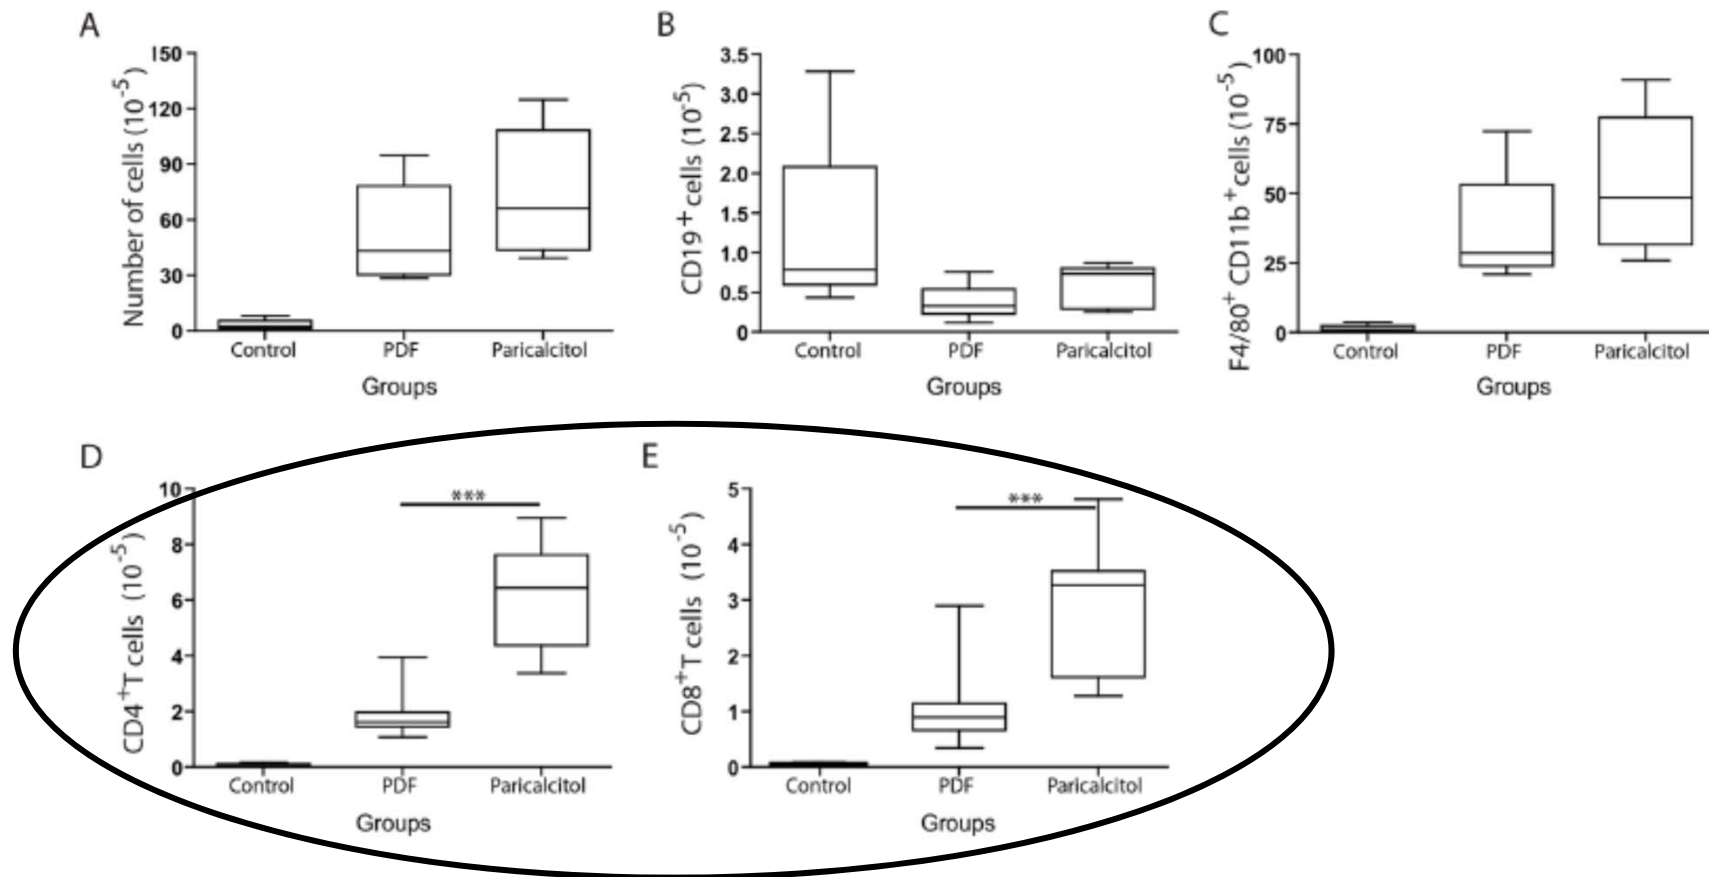 A
Number of cells (10-5)
150
120
90
60
30
0
Control PDF Paricalcitol
Groups
B
CD19+ cells (10-5)
3.5
3.0
2.5
2.0
1.5
1.0
0.5
0
Control PDF Paricalcitol
Groups
C
F4/80+ CD11b+ cells (10-5)
100
75
50
25
0
Control PDF Paricalcitol
Groups
D
CD4+T cells (10-5)
10
8
6
4
2
0
***
Control PDF Paricalcitol
Groups
E
CD8+T cells (10-5)
5
4
3
2
1
0
***
Control PDF Paricalcitol
Groups